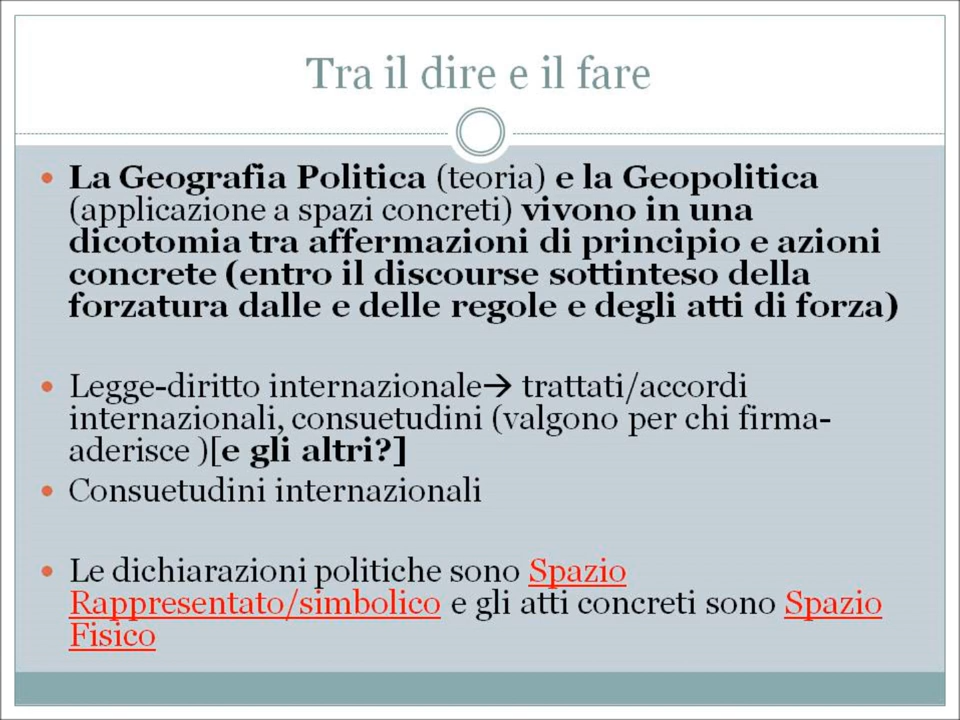 Tra il dire e il fare
• La Geografia Politica (teoria) e la Geopolitica
(applicazione a spazi concreti) vivono in una
dicotomia tra affermazioni di principio e azioni
concrete (entro il discourse sottinteso della
forzatura dalle e delle regole e degli atti di forza)
• Legge-diritto internazionale→ trattati/accordi
internazionali, consuetudini (valgono per chi firma-
aderisce )[e gli altri?]
• Consuetudini internazionali
• Le dichiarazioni politiche sono Spazio
Rappresentato/simbolico e gli atti concreti sono Spazio
Fisico